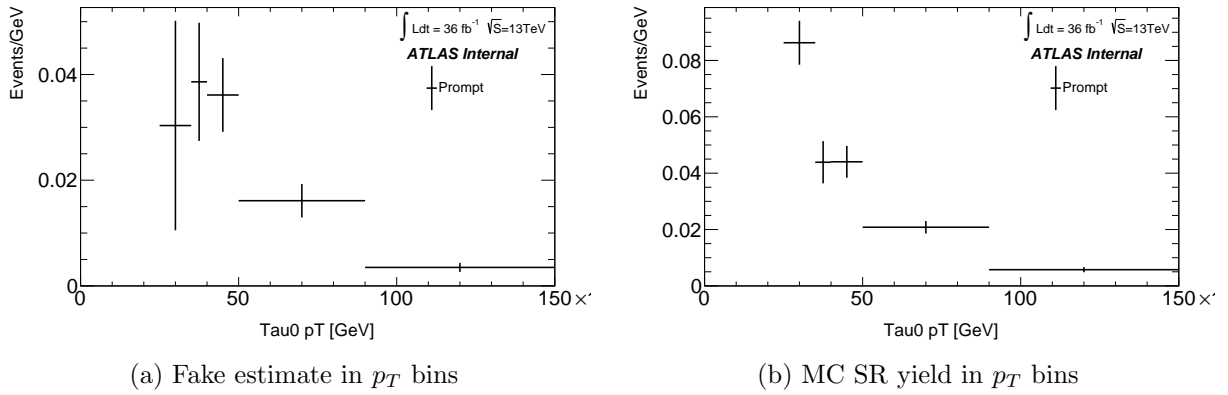 Events/GeV
0.04
0.02
0
0 50 100 150
Tau0 pT [GeV]
∫ Ldt = 36 fb⁻¹ √S=13TeV
ATLAS Internal
Prompt
(a) Fake estimate in p_T bins
Events/GeV
0.08
0.06
0.04
0.02
0
0 50 100 150
Tau0 pT [GeV]
∫ Ldt = 36 fb⁻¹ √S=13TeV
ATLAS Internal
Prompt
(b) MC SR yield in p_T bins